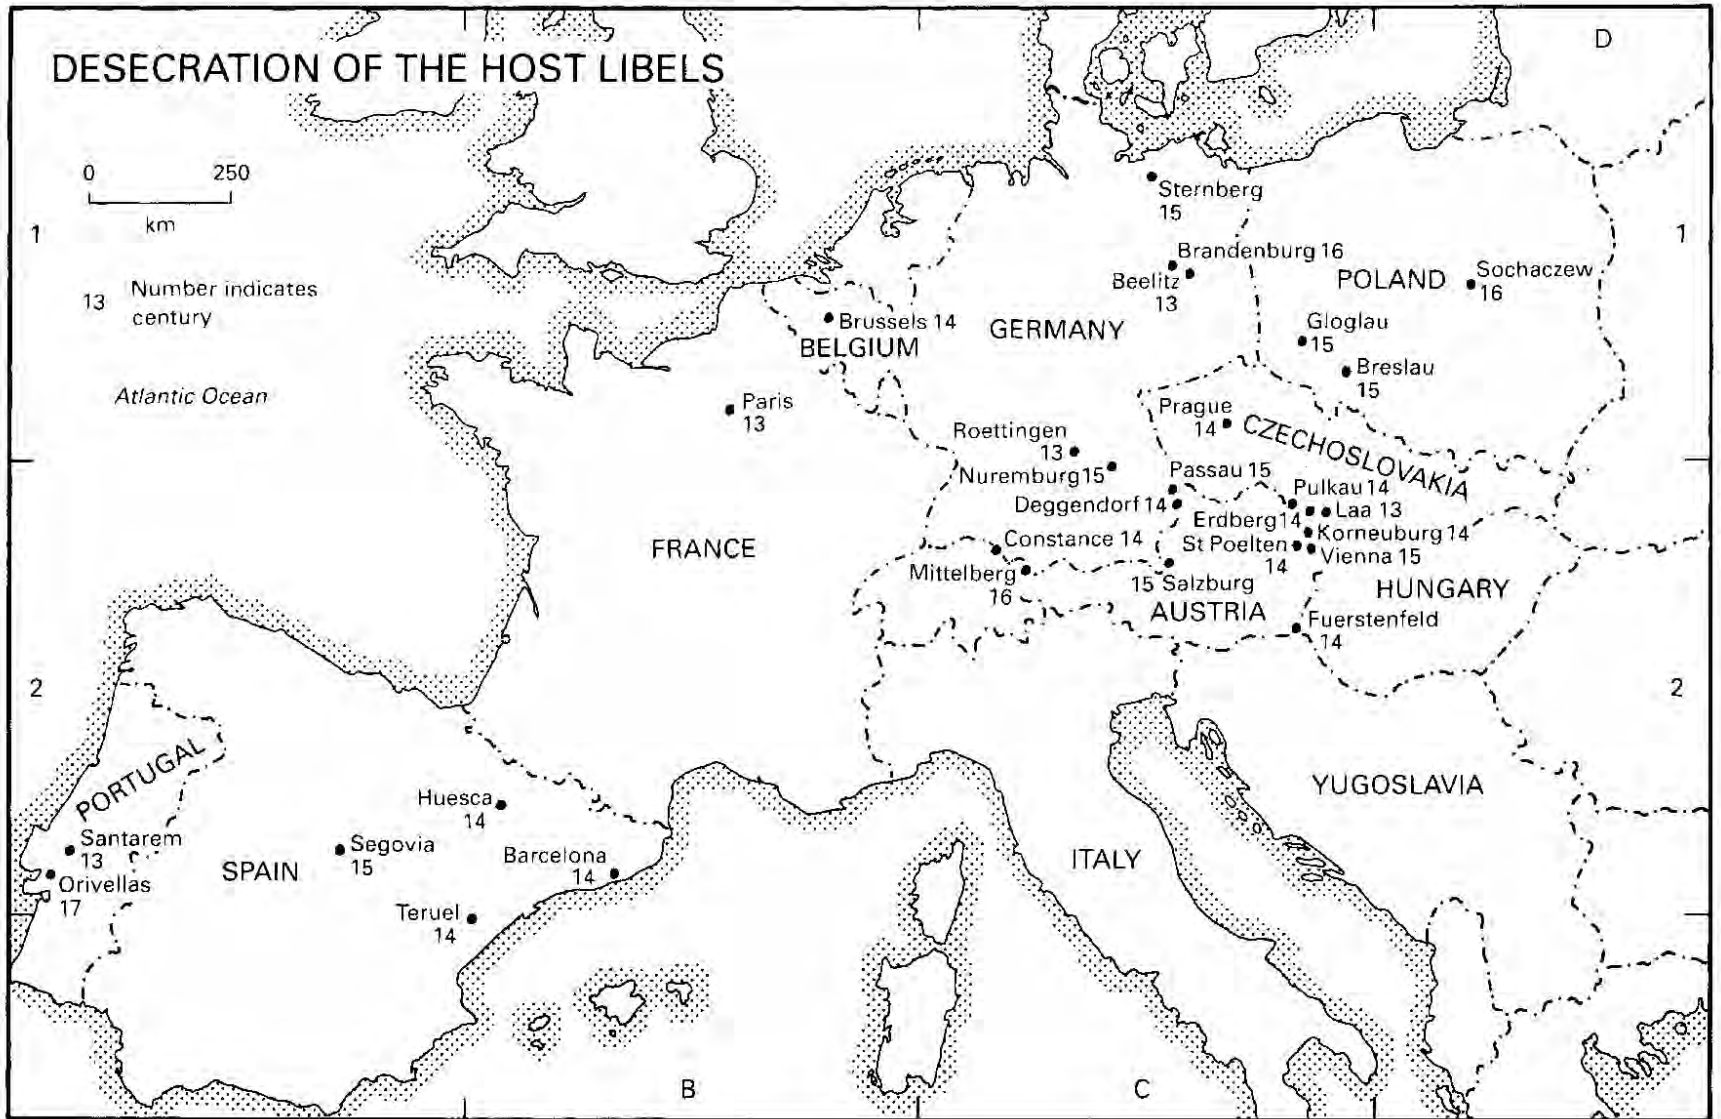 DESECRATION OF THE HOST LIBELS
D
0 250
km
1
1
13 Number indicates
century
Atlantic Ocean
Sternberg
15
Brandenburg 16
Beelitz
13
POLAND
Sochaczew
16
Brussels 14
BELGIUM
GERMANY
Gloglau
15
Breslau
15
Paris
13
Prague
14
CZECHOSLOVAKIA
Roettingen
13
Nuremburg 15
Passau 15
Deggendorf 14
Pulkau 14
Erdberg 14
Laa 13
Korneuburg 14
St Poelten
14
Vienna 15
FRANCE
Constance 14
Mittelberg
16
15 Salzburg
AUSTRIA
HUNGARY
Fuerstenfeld
14
2
2
PORTUGAL
YUGOSLAVIA
Huesca
14
Santarem
13
Segovia
15
Barcelona
14
ITALY
SPAIN
Orivellas
17
Teruel
14
B
C